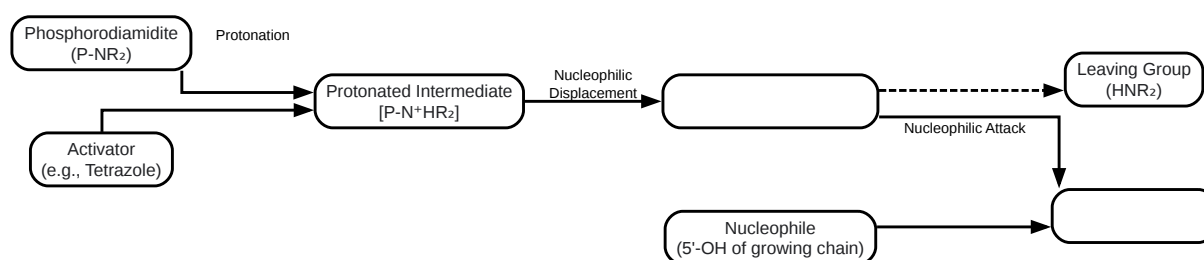 Phosphorodiamidite
(P-NR₂)
Protonation
Activator
(e.g., Tetrazole)
Protonated Intermediate
[P-N⁺HR₂]
Nucleophilic
Displacement
Leaving Group
(HNR₂)
Nucleophilic Attack
Nucleophile
(5'-OH of growing chain)